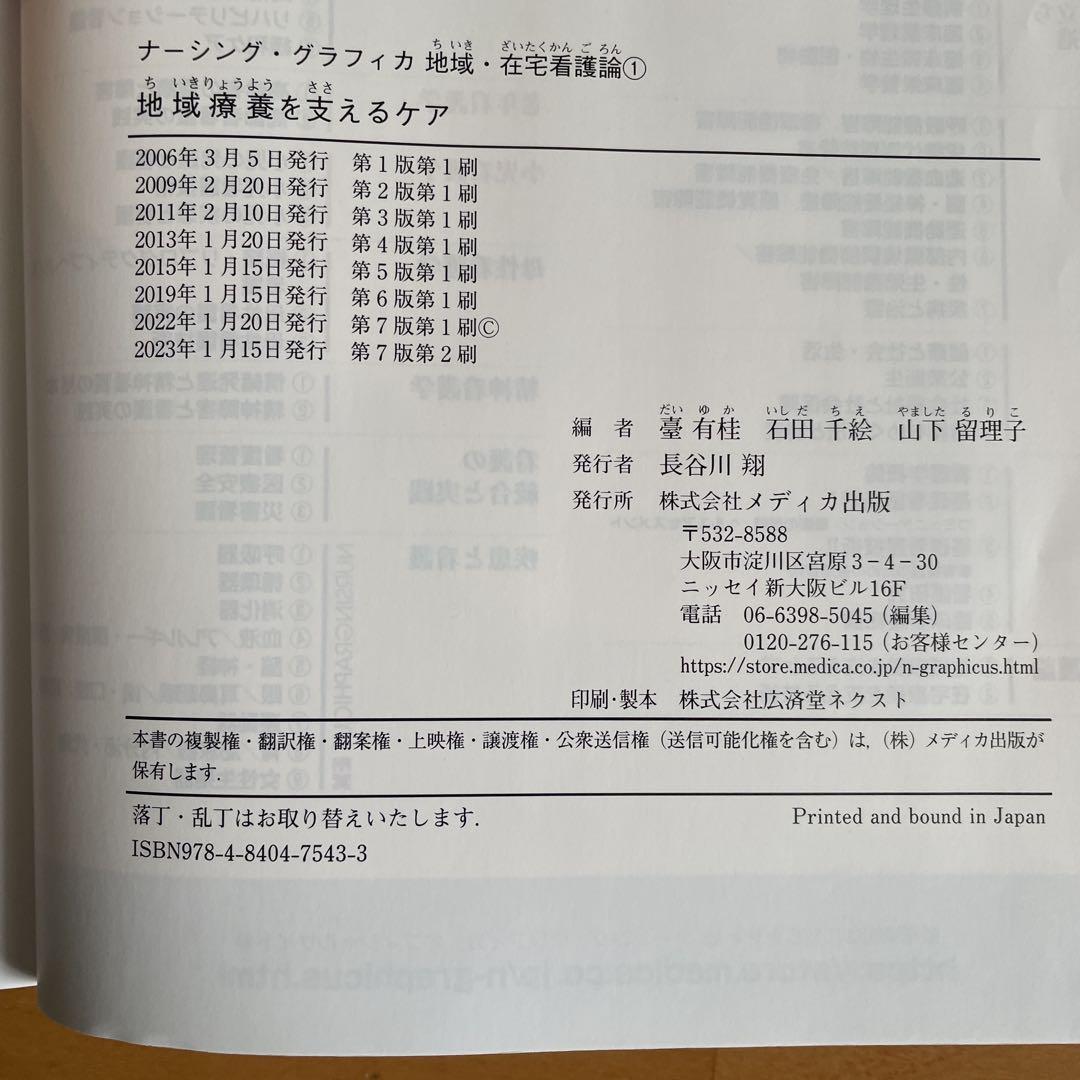 ナーシング・グラフィカ 地域・在宅看護論①
地域療養を支えるケア
2006年3月5日発行 第1版第1刷
2009年2月20日発行 第2版第1刷
2011年2月10日発行 第3版第1刷
2013年1月20日発行 第4版第1刷
2015年1月15日発行 第5版第1刷
2019年1月15日発行 第6版第1刷
2022年1月20日発行 第7版第1刷Ⓒ
2023年1月15日発行 第7版第2刷
編者 臺 有桂 石田 千絵 山下 留理子
発行者 長谷川 翔
発行所 株式会社メディカ出版
〒532-8588
大阪市淀川区宮原3-4-30
ニッセイ新大阪ビル16F
電話 06-6398-5045(編集)
0120-276-115(お客様センター)
https://store.medica.co.jp/n-graphicus.html
印刷・製本 株式会社広済堂ネクスト
本書の複製権・翻訳権・翻案権・上映権・譲渡権・公衆送信権(送信可能化権を含む)は,(株)メディカ出版が
保有します.
落丁・乱丁はお取り替えいたします.
Printed and bound in Japan
ISBN978-4-8404-7543-3